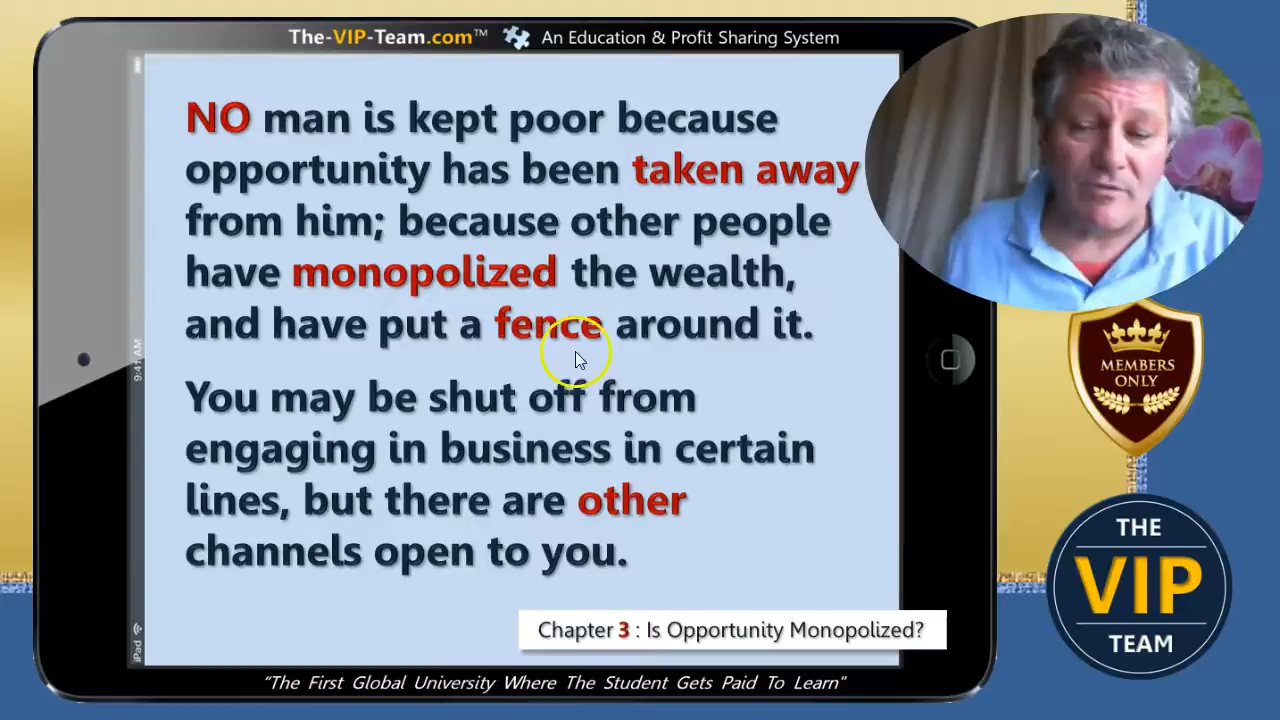 The-VIP-Team.com™ An Education & Profit Sharing System
NO man is kept poor because
opportunity has been taken away
from him; because other people
have monopolized the wealth,
and have put a fence around it.
You may be shut off from
engaging in business in certain
lines, but there are other
channels open to you.
Chapter 3 : Is Opportunity Monopolized?
"The First Global University Where The Student Gets Paid To Learn"
9:41 AM
iPad
MEMBERS
ONLY
THE
VIP
TEAM